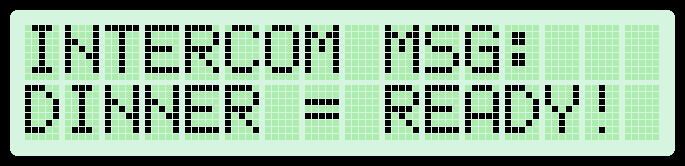 INTERCOM MSG:
DINNER = READY!